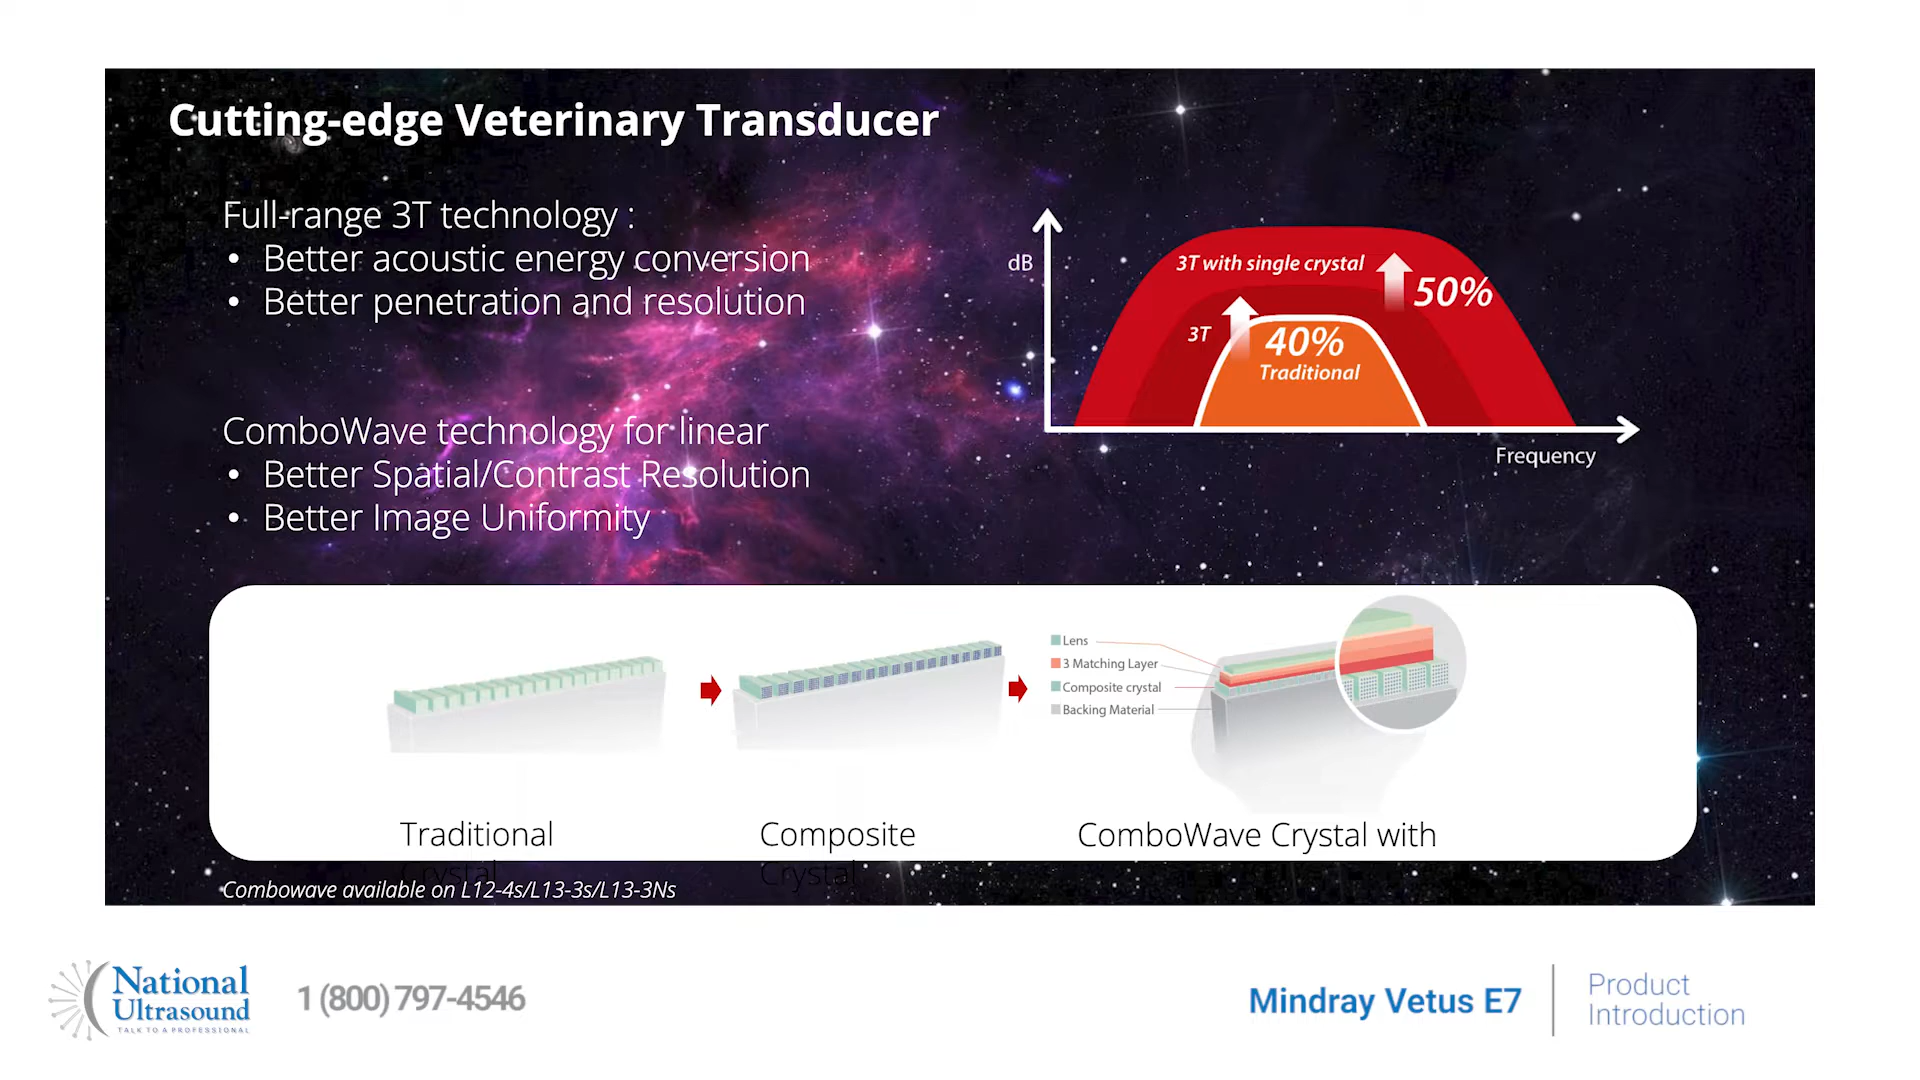 Cutting-edge Veterinary Transducer
Full-range 3T technology :
• Better acoustic energy conversion
• Better penetration and resolution
ComboWave technology for linear
• Better Spatial/Contrast Resolution
• Better Image Uniformity
dB
3T with single crystal
50%
3T
40%
Traditional
Frequency
Lens
3 Matching Layer
Composite crystal
Backing Material
Traditional
Crystal
Composite
Crystal
ComboWave Crystal with
Combowave available on L12-4s/L13-3s/L13-3Ns
National
Ultrasound
TALK TO A PROFESSIONAL
1 (800) 797-4546
Mindray Vetus E7
Product
Introduction